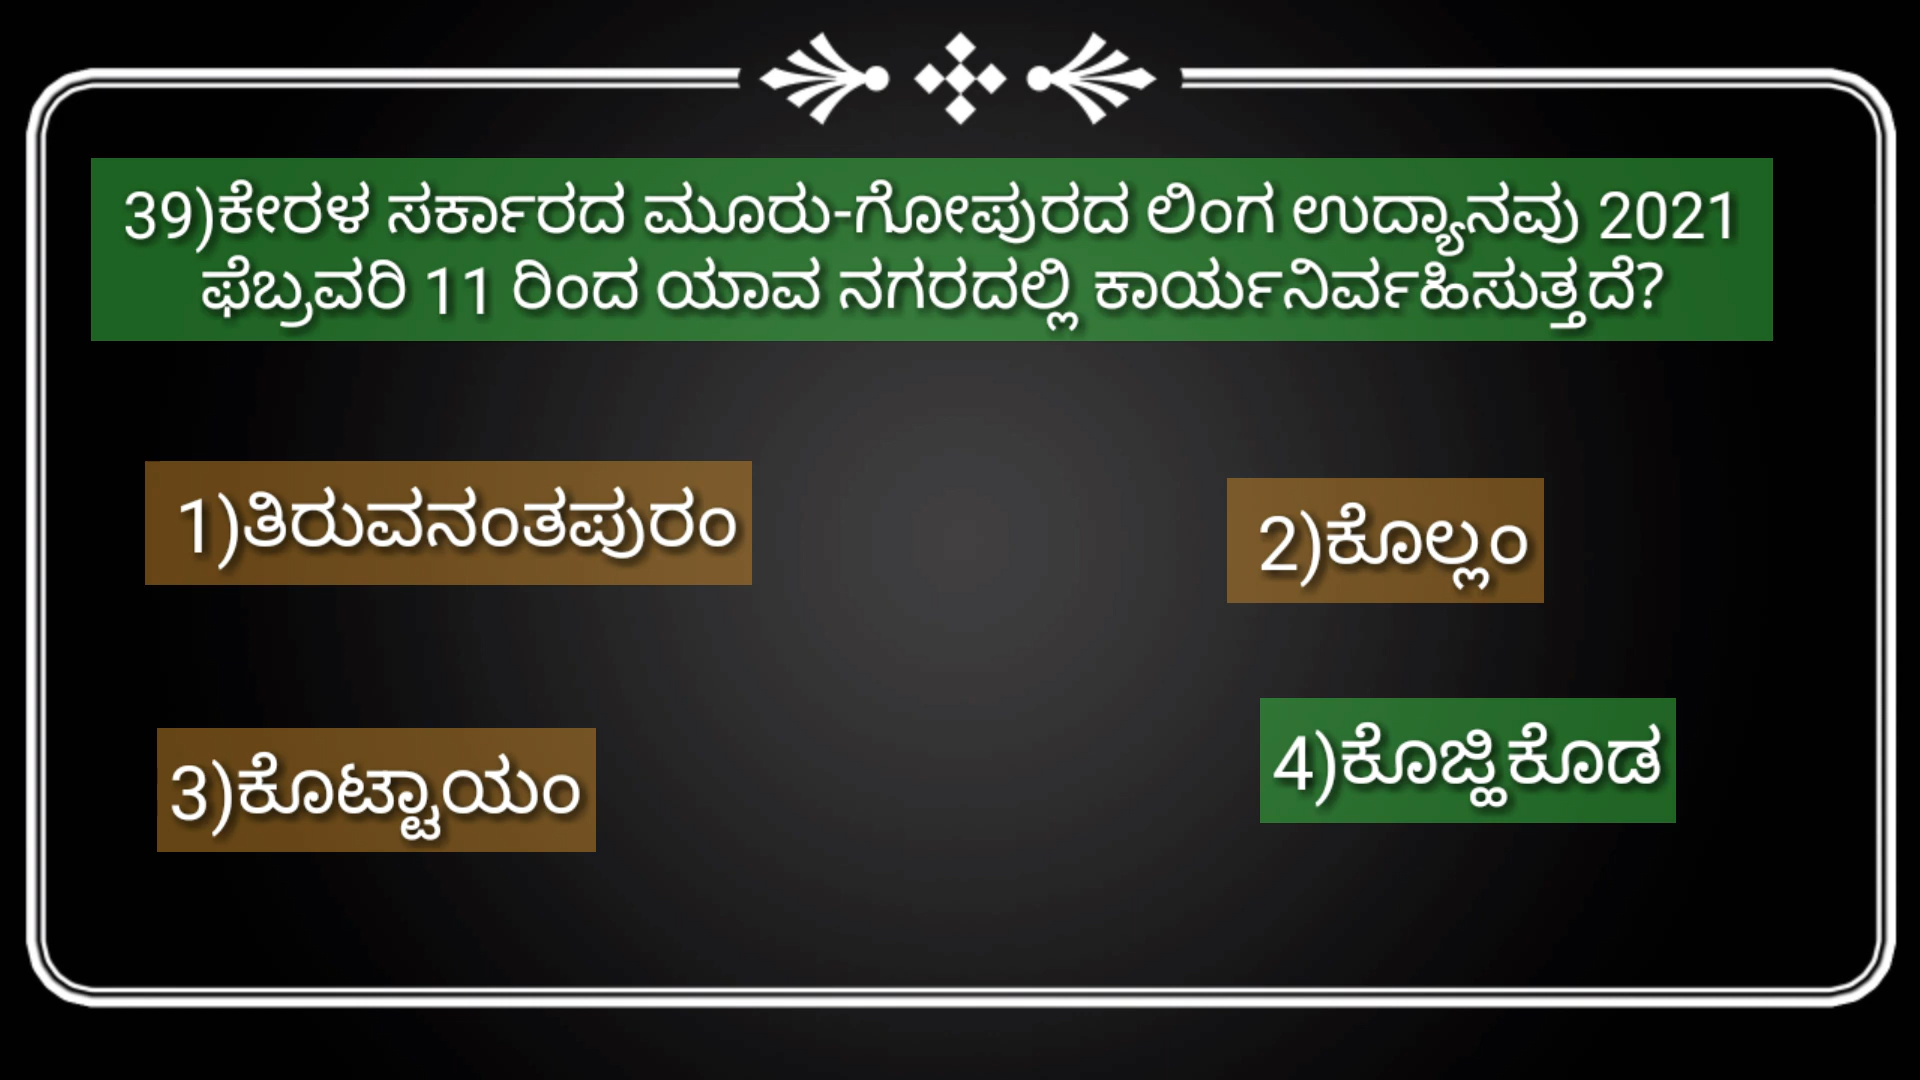 39)ಕೇರಳ ಸರ್ಕಾರದ ಮೂರು-ಗೋಪುರದ ಲಿಂಗ ಉದ್ಯಾನವು 2021
ಫೆಬ್ರವರಿ 11 ರಿಂದ ಯಾವ ನಗರದಲ್ಲಿ ಕಾರ್ಯನಿರ್ವಹಿಸುತ್ತದೆ?
1)ತಿರುವನಂತಪುರಂ
2)ಕೊಲ್ಲಂ
3)ಕೊಟ್ಟಾಯಂ
4)ಕೊಜ್ಹಿಕೊಡ